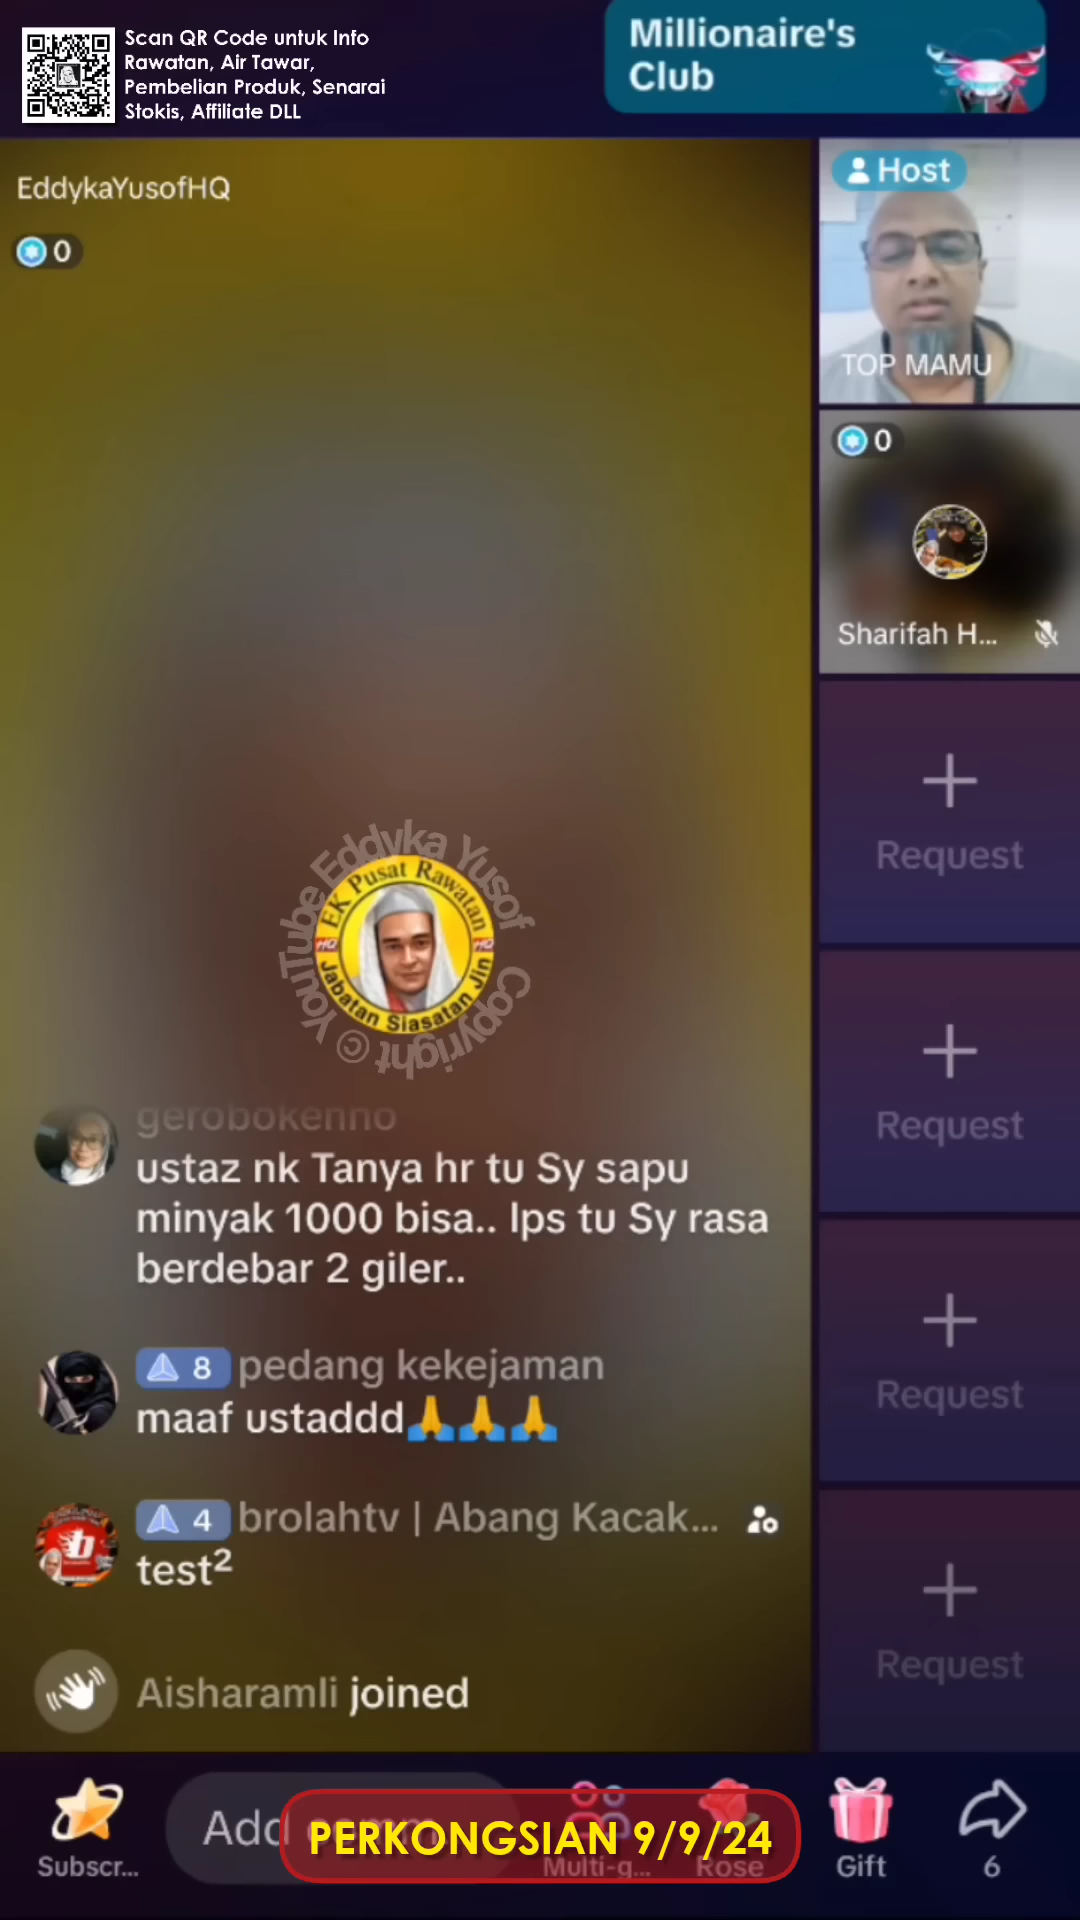 Scan QR Code untuk Info
Rawatan, Air Tawar,
Pembelian Produk, Senarai
Stokis, Affiliate DLL
Millionaire's
Club
EddykaYusofHQ
0
Host
TOP MAMU
0
Sharifah H...
Request
Request
Request
Request
YouTube Eddyka Yusof
Copyright ©
EK Pusat Rawatan
HQ HQ
Jabatan Siasatan Jin
gerobokenno
ustaz nk Tanya hr tu Sy sapu
minyak 1000 bisa.. lps tu Sy rasa
berdebar 2 giler..
8 pedang kekejaman
maaf ustaddd🙏🙏🙏
4 brolahtv | Abang Kacak...
test²
Aisharamli joined
Add comm
PERKONGSIAN 9/9/24
Subscr...
Multi-g...
Rose
Gift
6